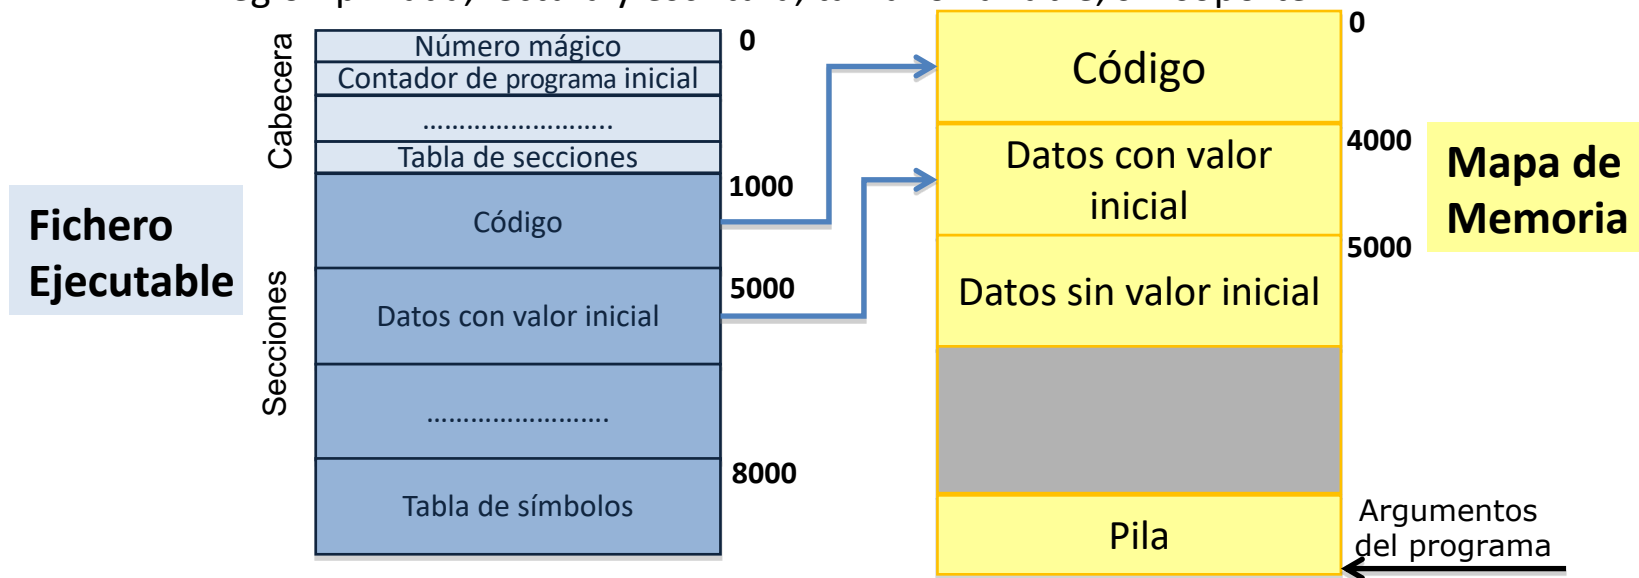 Cabecera
Número mágico
Contador de programa inicial
...........................
Tabla de secciones
0
1000
Fichero
Ejecutable
Secciones
Código
5000
Datos con valor inicial
..........................
8000
Tabla de símbolos
0
Código
4000
Datos con valor
inicial
5000
Datos sin valor inicial
Pila
Mapa de
Memoria
Argumentos
del programa